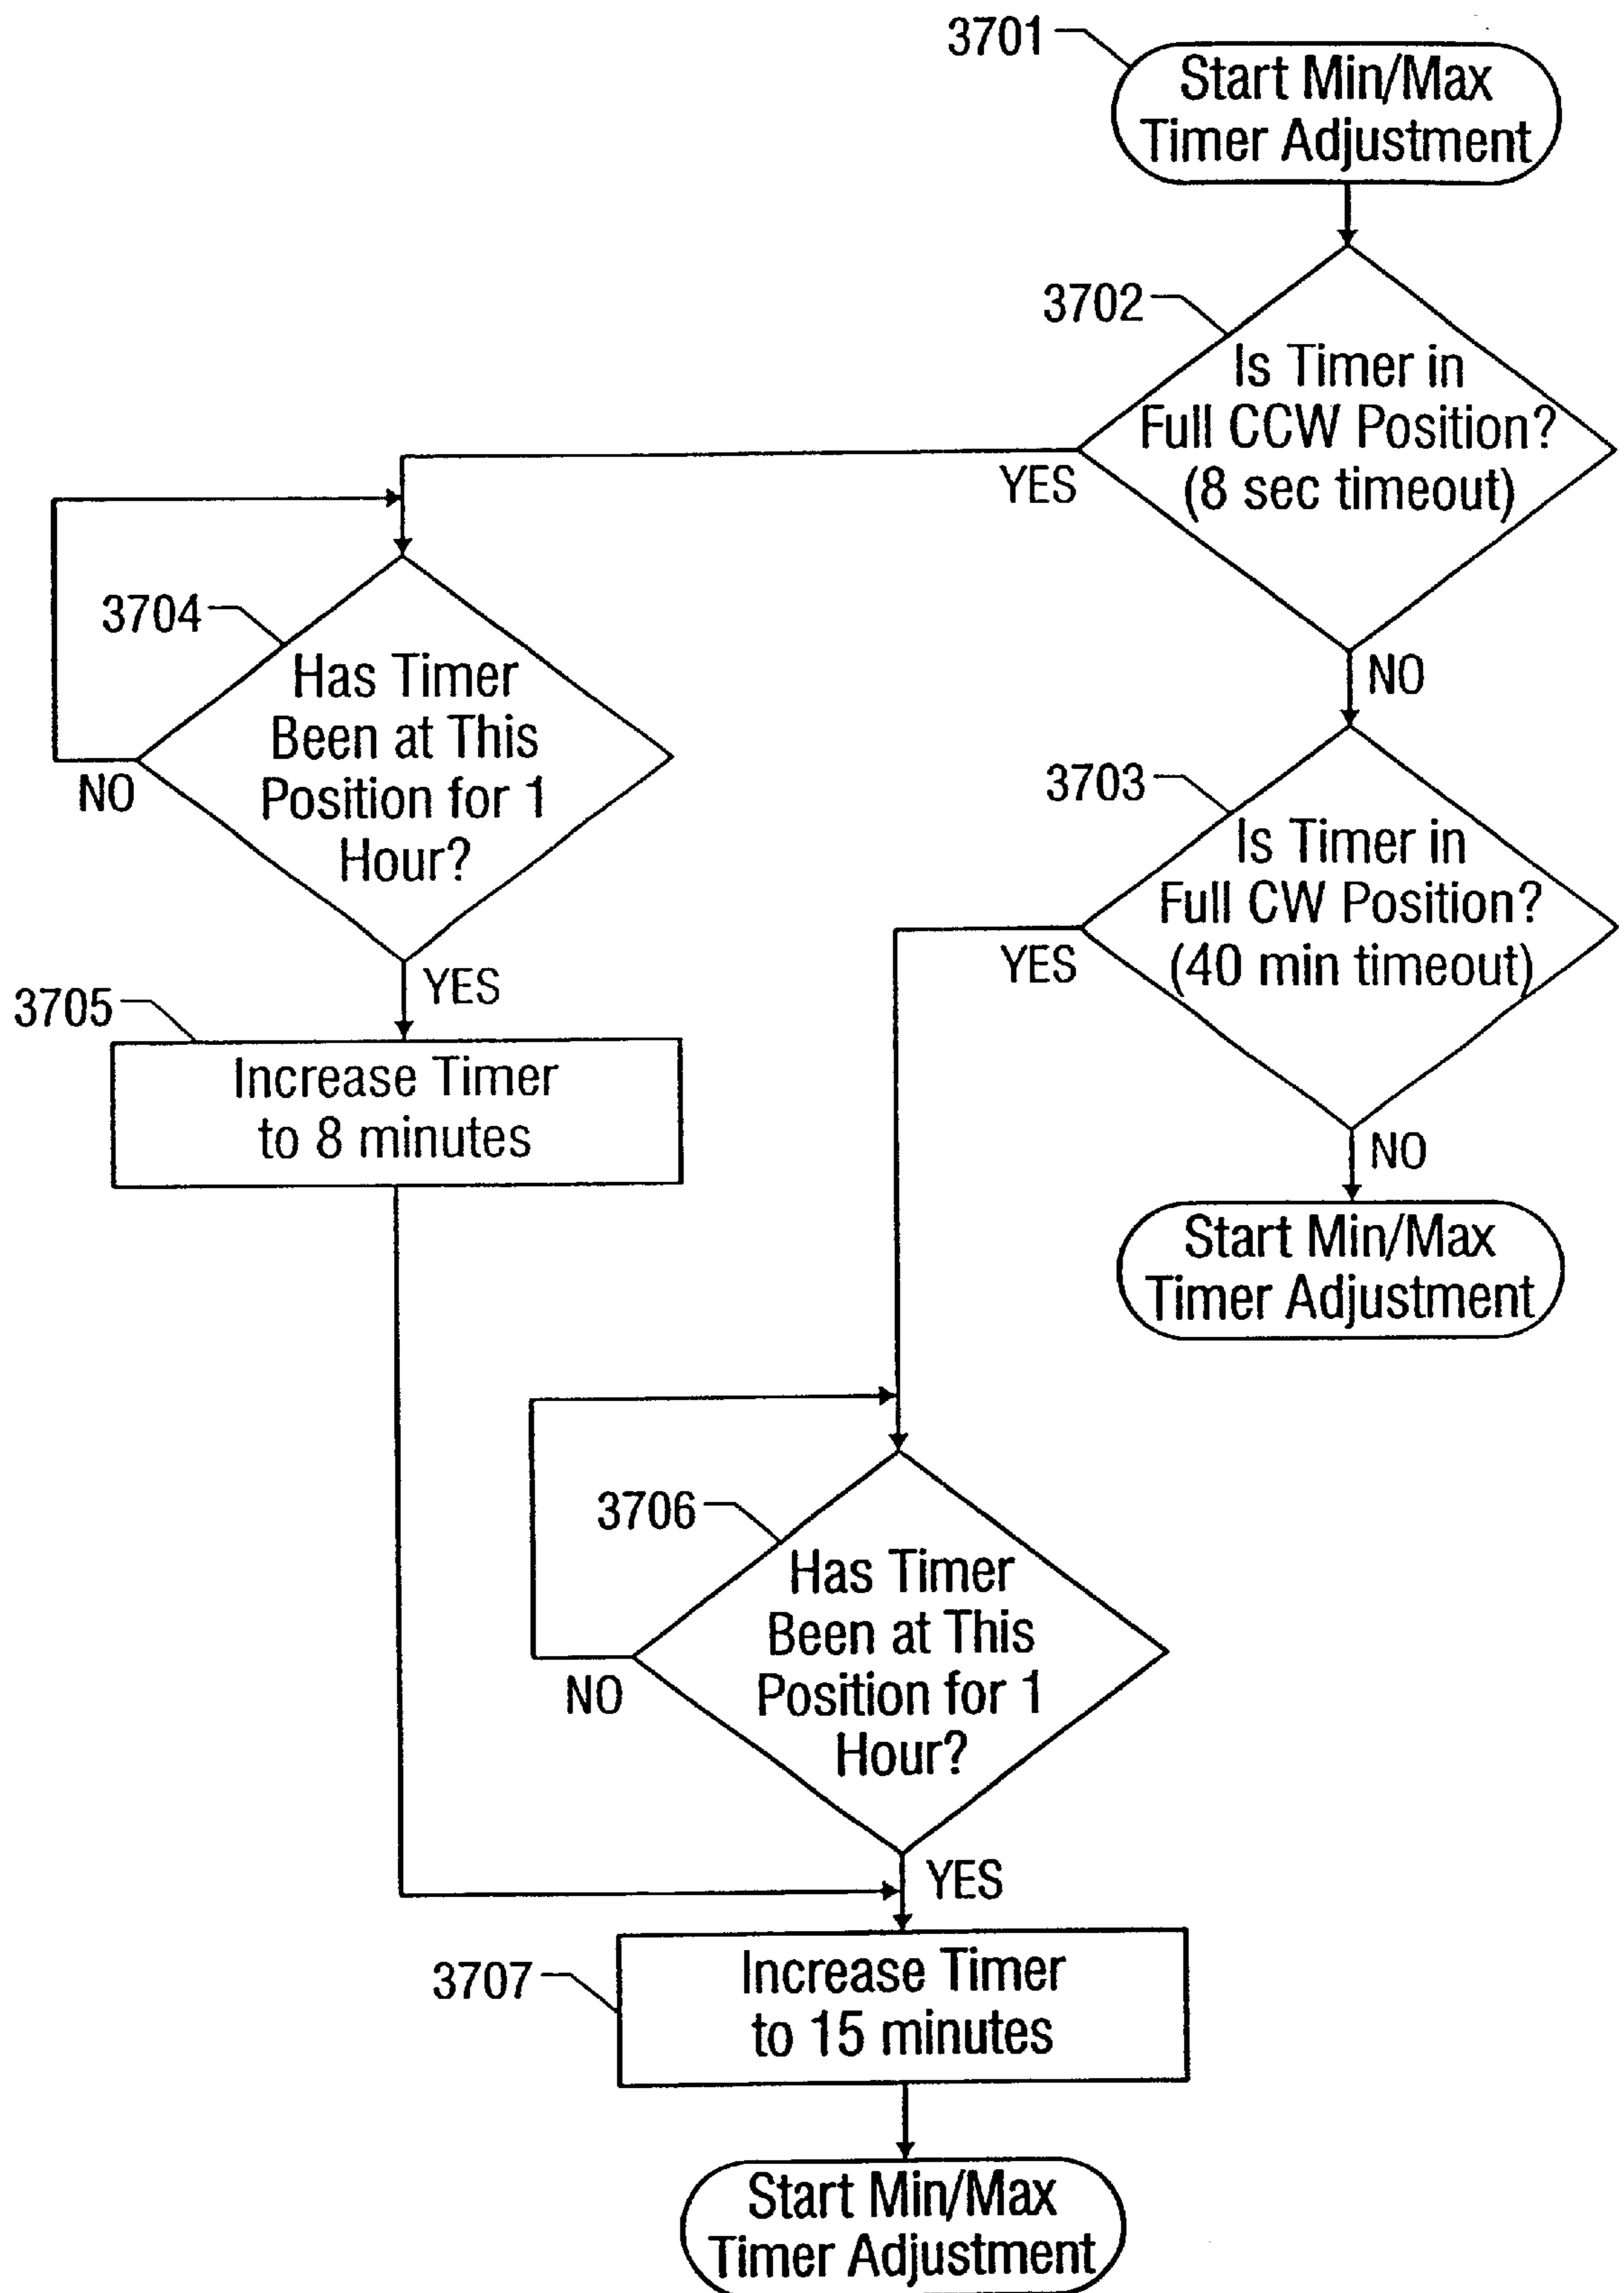 3701
Start Min/Max
Timer Adjustment
3702
Is Timer in
Full CCW Position?
(8 sec timeout)
YES
NO
3704
Has Timer
Been at This
Position for 1
Hour?
NO
YES
3703
Is Timer in
Full CW Position?
(40 min timeout)
YES
NO
3705
Increase Timer
to 8 minutes
Start Min/Max
Timer Adjustment
3706
Has Timer
Been at This
Position for 1
Hour?
NO
YES
3707
Increase Timer
to 15 minutes
Start Min/Max
Timer Adjustment